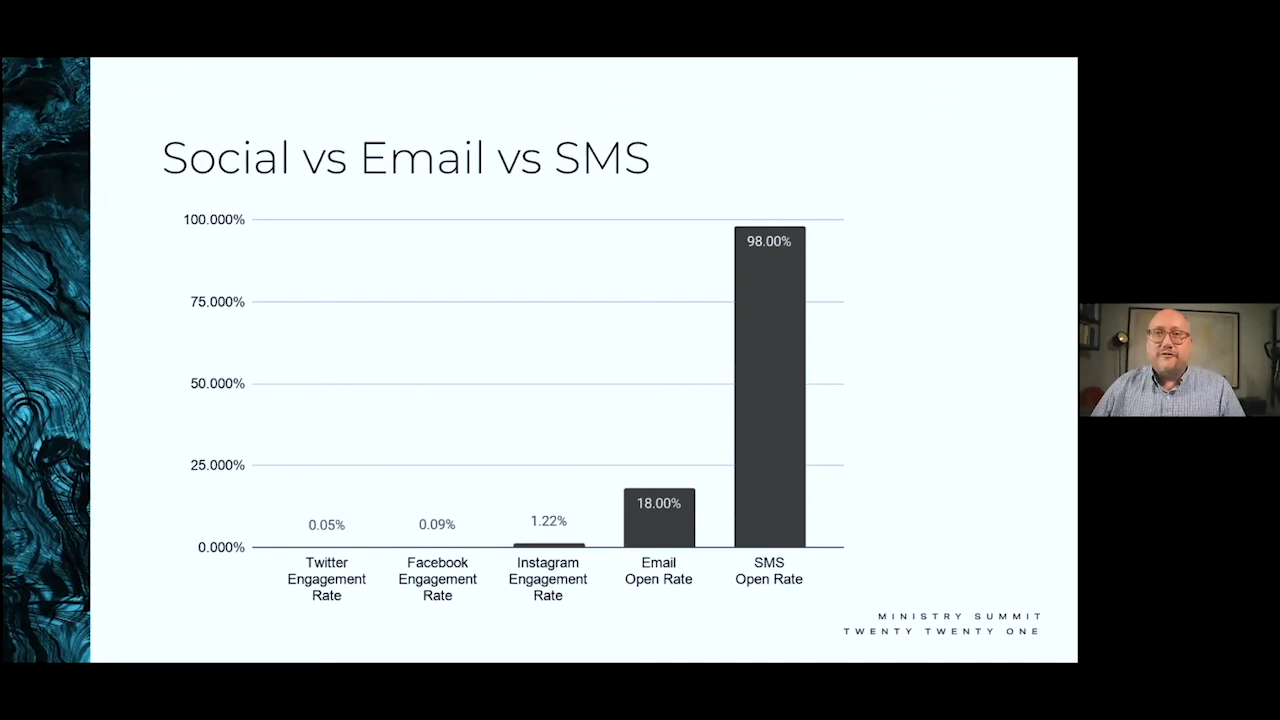 Social vs Email vs SMS
100.000%
75.000%
50.000%
25.000%
0.000%
0.05%
0.09%
1.22%
18.00%
98.00%
Twitter
Engagement
Rate
Facebook
Engagement
Rate
Instagram
Engagement
Rate
Email
Open Rate
SMS
Open Rate
MINISTRY SUMMIT
TWENTY TWENTY ONE